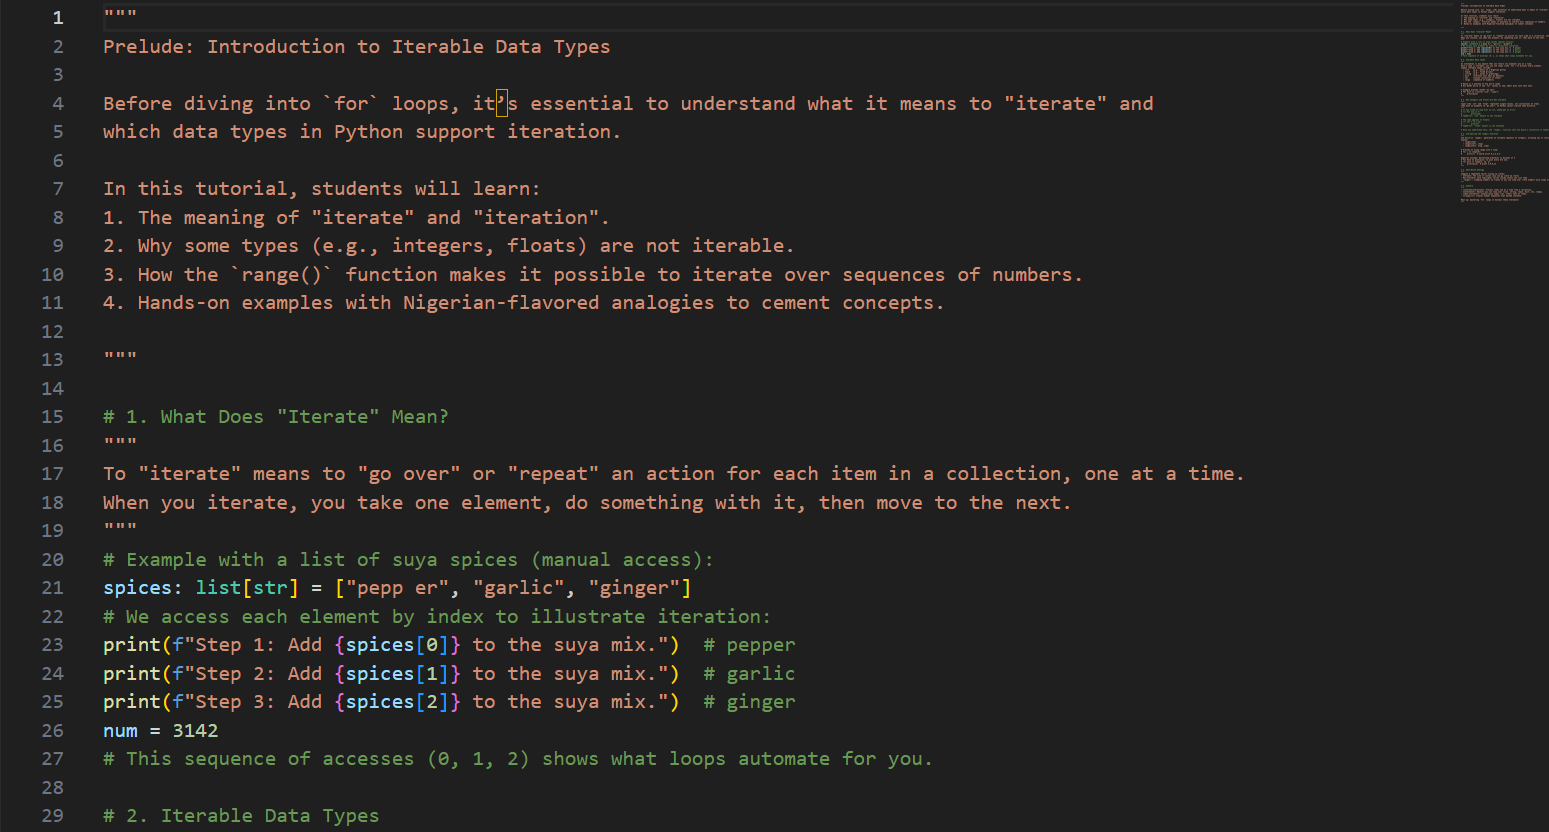 1 """
2 Prelude: Introduction to Iterable Data Types
3
4 Before diving into `for` loops, it’s essential to understand what it means to "iterate" and
5 which data types in Python support iteration.
6
7 In this tutorial, students will learn:
8 1. The meaning of "iterate" and "iteration".
9 2. Why some types (e.g., integers, floats) are not iterable.
10 3. How the `range()` function makes it possible to iterate over sequences of numbers.
11 4. Hands-on examples with Nigerian-flavored analogies to cement concepts.
12
13 """
14
15 # 1. What Does "Iterate" Mean?
16 """
17 To "iterate" means to "go over" or "repeat" an action for each item in a collection, one at a time.
18 When you iterate, you take one element, do something with it, then move to the next.
19 """
20 # Example with a list of suya spices (manual access):
21 spices: list[str] = ["pepp er", "garlic", "ginger"]
22 # We access each element by index to illustrate iteration:
23 print(f"Step 1: Add {spices[0]} to the suya mix.")  # pepper
24 print(f"Step 2: Add {spices[1]} to the suya mix.")  # garlic
25 print(f"Step 3: Add {spices[2]} to the suya mix.")  # ginger
26 num = 3142
27 # This sequence of accesses (0, 1, 2) shows what loops automate for you.
28
29 # 2. Iterable Data Types